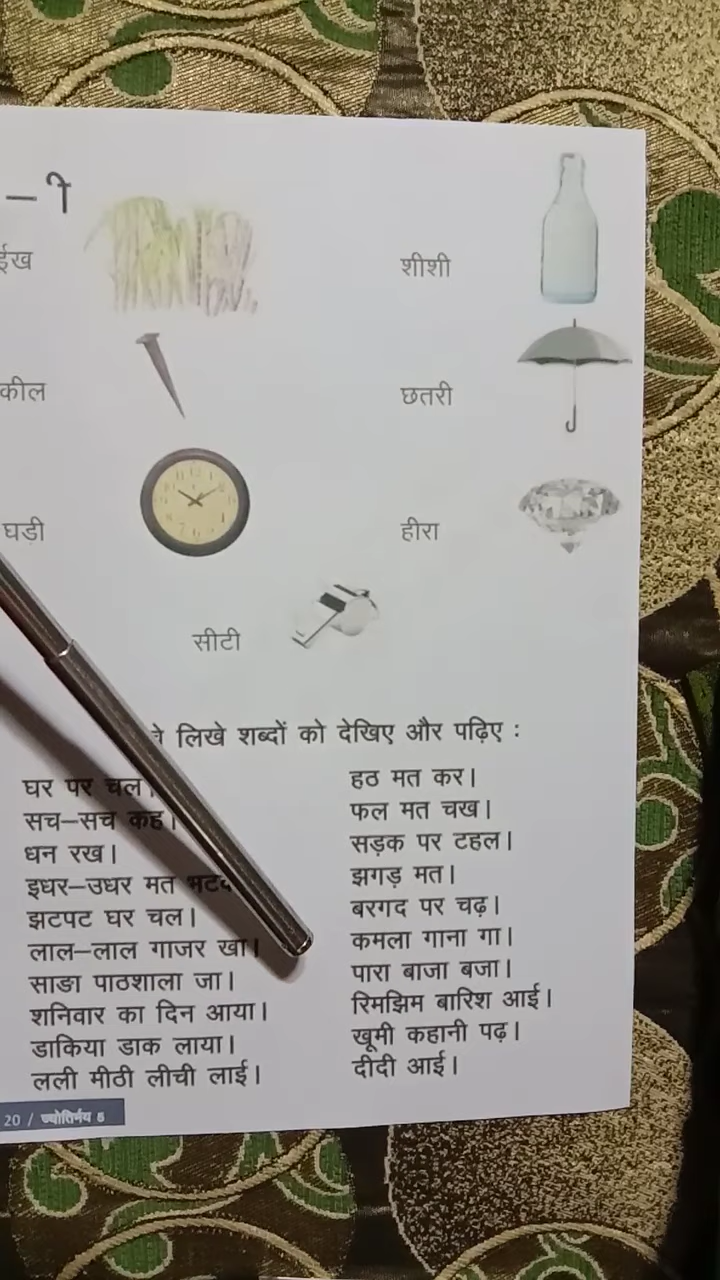 – ी
ईख
शीशी
कील
छतरी
घड़ी
हीरा
सीटी
लिखे शब्दों को देखिए और पढ़िए :
घर पर चल।
सच–सच कह।
धन रख।
इधर–उधर मत
झटपट घर चल।
लाल–लाल गाजर खा।
साङा पाठशाला जा।
शनिवार का दिन आया।
डाकिया डाक लाया।
लली मीठी लीची लाई।
हठ मत कर।
फल मत चख।
सड़क पर टहल।
झगड़ मत।
बरगद पर चढ़।
कमला गाना गा।
पारा बाजा बजा।
रिमझिम बारिश आई।
खूमी कहानी पढ़।
दीदी आई।
20 / ज्योतिर्मय 5